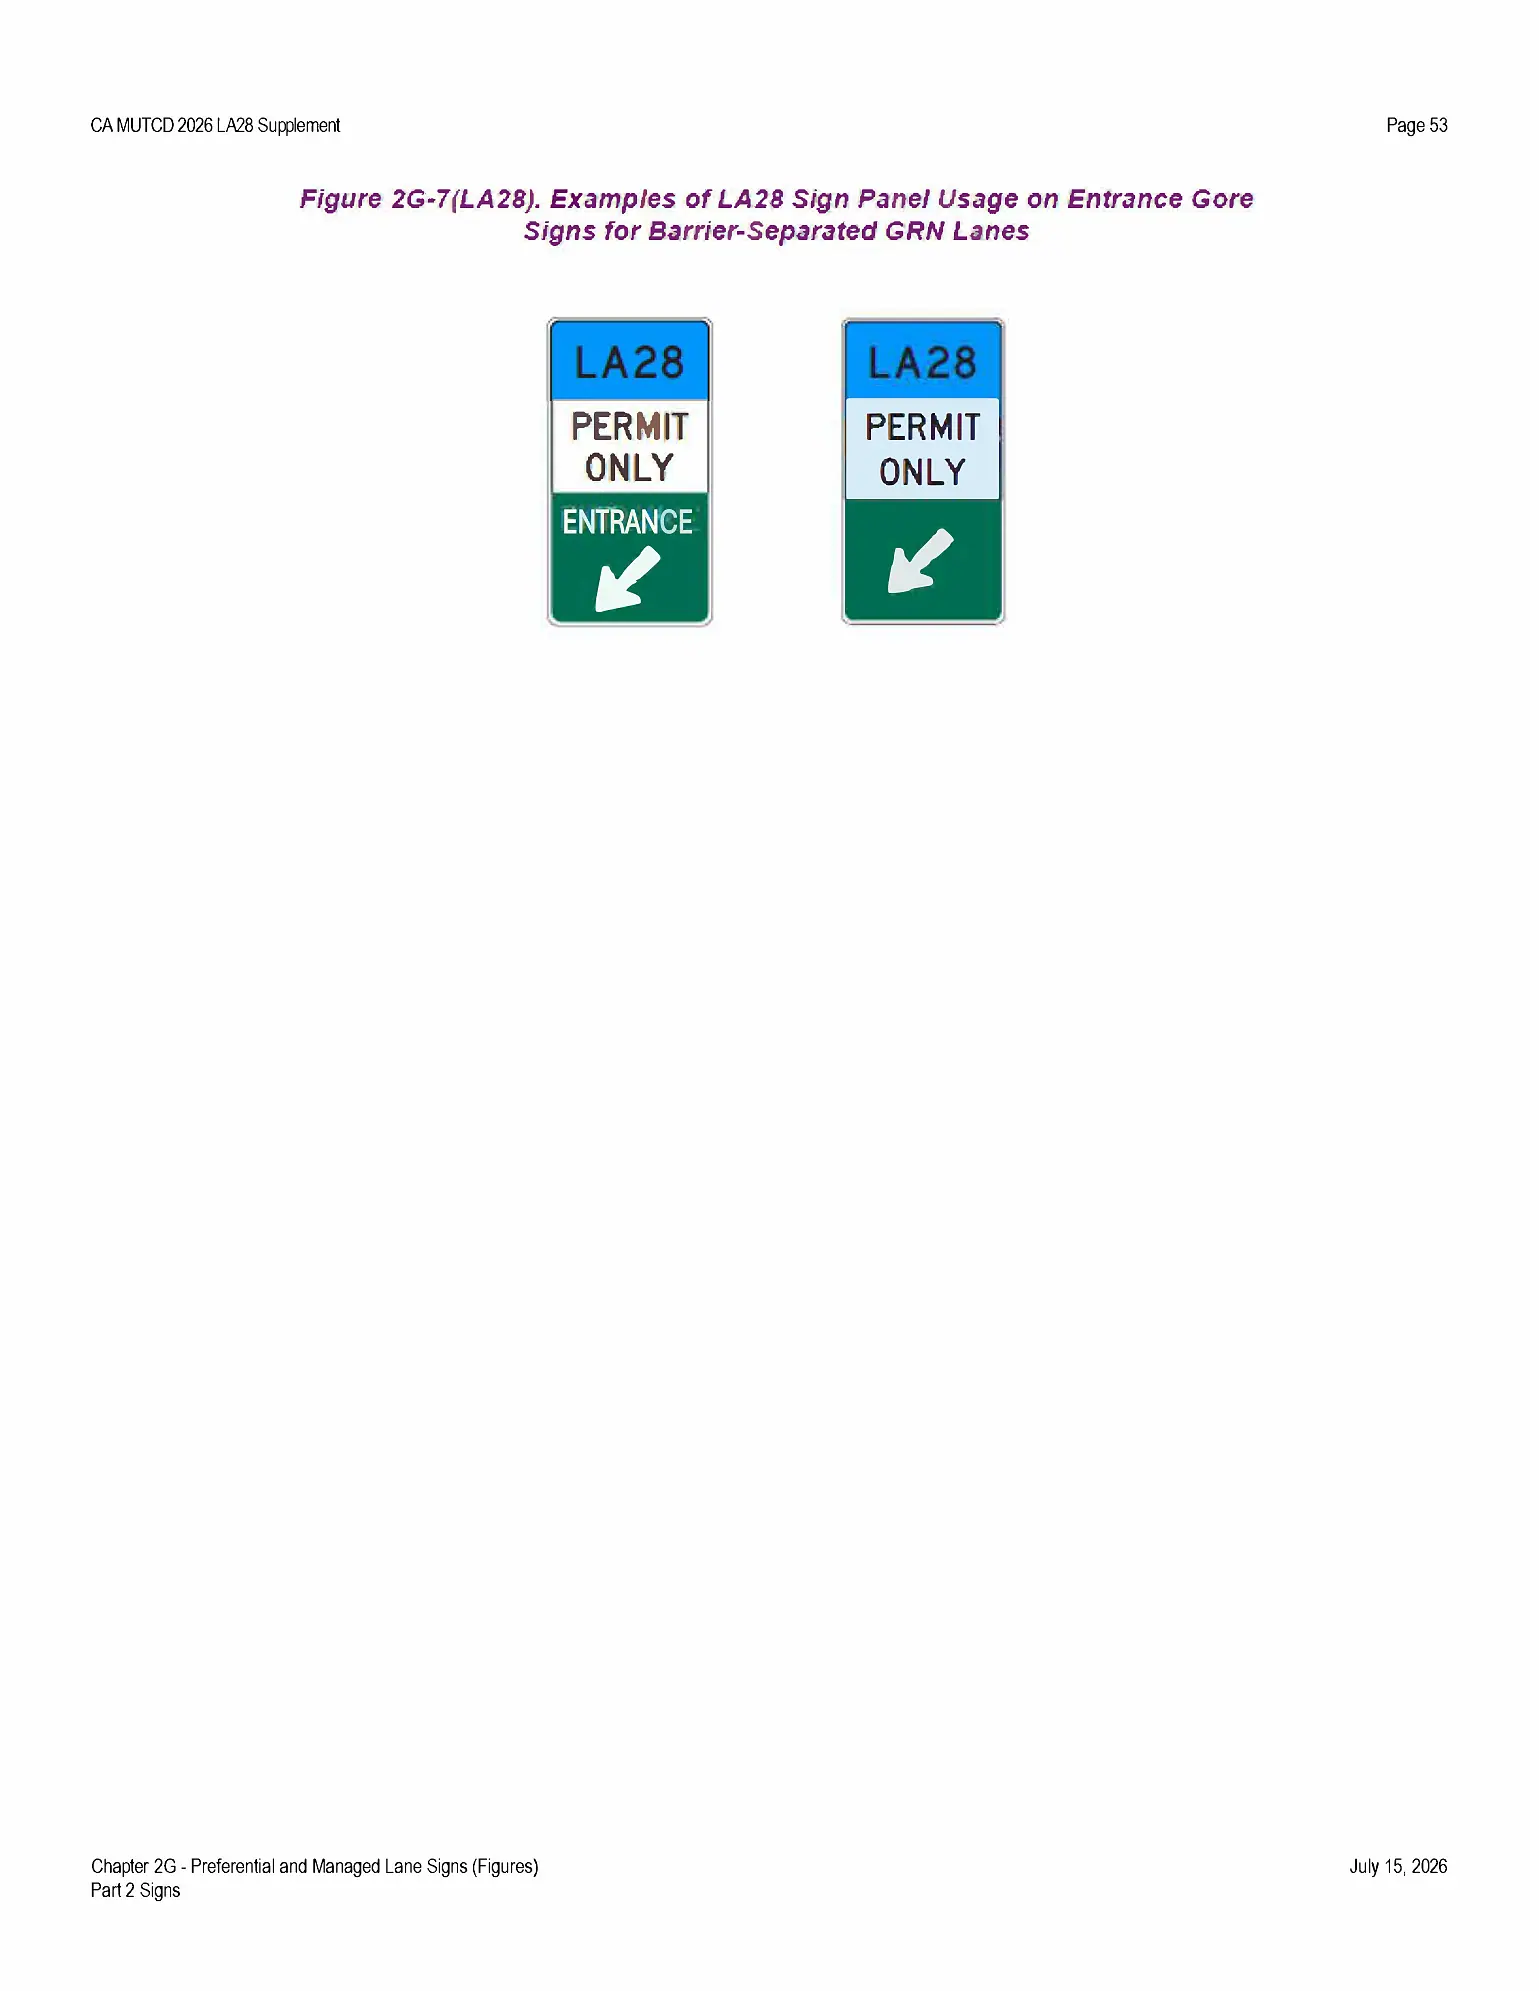 CA MUTCD 2026 LA28 Supplement
Page 53
Figure 2G-7(LA28). Examples of LA28 Sign Panel Usage on Entrance Gore
Signs for Barrier-Separated GRN Lanes
LA28
PERMIT
ONLY
ENTRANCE
LA28
PERMIT
ONLY
Chapter 2G - Preferential and Managed Lane Signs (Figures)
July 15, 2026
Part 2 Signs